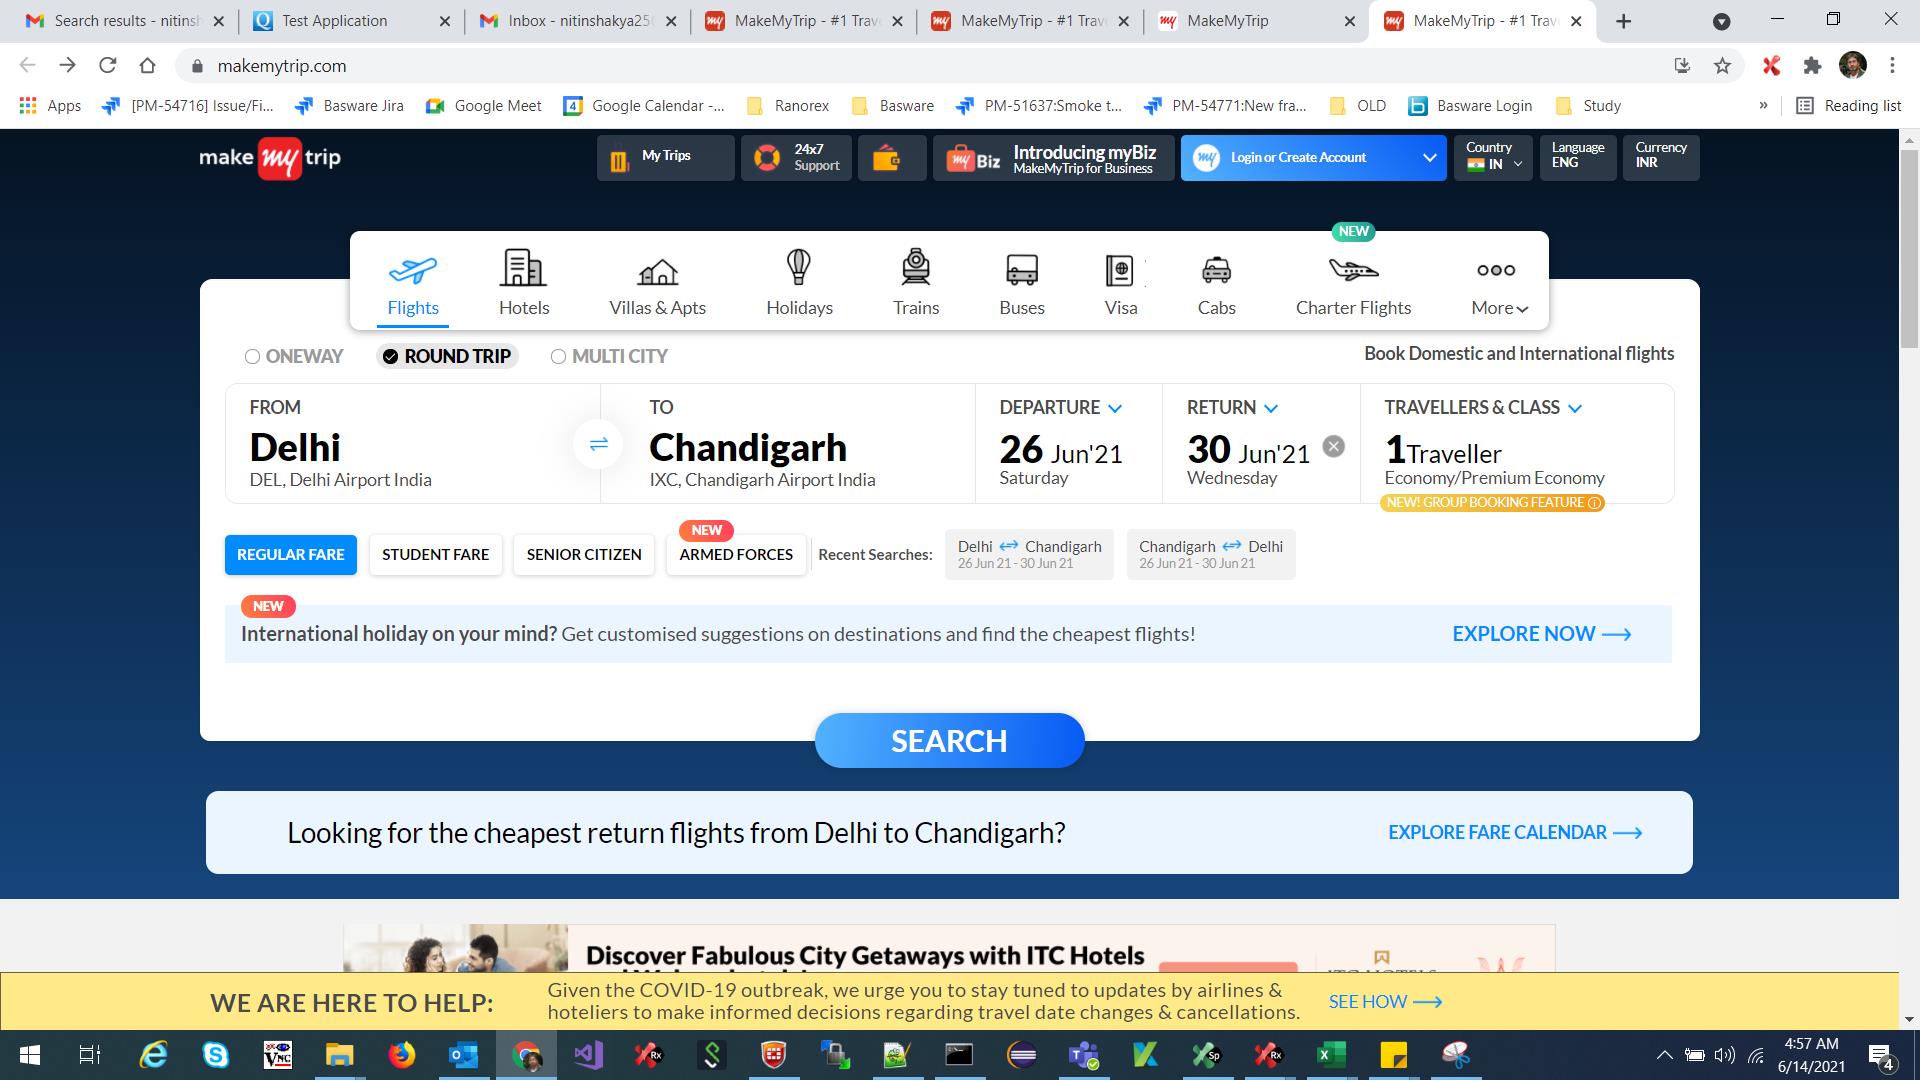 Search results - nitinsh
Test Application
Inbox - nitinshakya25
MakeMyTrip - #1 Trav
MakeMyTrip - #1 Trav
MakeMyTrip
MakeMyTrip - #1 Trav
makemytrip.com
Apps
[PM-54716] Issue/Fi...
Basware Jira
Google Meet
Google Calendar -...
Ranorex
Basware
PM-51637:Smoke t...
PM-54771:New fra...
OLD
Basware Login
Study
»
Reading list
make my trip
My Trips
24x7
Support
my Biz
Introducing myBiz
MakeMyTrip for Business
my
Login or Create Account
Country
IN
Language
ENG
Currency
INR
NEW
Flights
Hotels
Villas & Apts
Holidays
Trains
Buses
Visa
Cabs
Charter Flights
More
ONEWAY
ROUND TRIP
MULTI CITY
Book Domestic and International flights
FROM
Delhi
DEL, Delhi Airport India
TO
Chandigarh
IXC, Chandigarh Airport India
DEPARTURE
26 Jun'21
Saturday
RETURN
30 Jun'21
Wednesday
TRAVELLERS & CLASS
1Traveller
Economy/Premium Economy
NEW! GROUP BOOKING FEATURE
REGULAR FARE
STUDENT FARE
SENIOR CITIZEN
NEW
ARMED FORCES
Recent Searches:
Delhi Chandigarh
26 Jun 21 - 30 Jun 21
Chandigarh Delhi
26 Jun 21 - 30 Jun 21
NEW
International holiday on your mind? Get customised suggestions on destinations and find the cheapest flights!
EXPLORE NOW
SEARCH
Looking for the cheapest return flights from Delhi to Chandigarh?
EXPLORE FARE CALENDAR
Discover Fabulous City Getaways with ITC Hotels
ITC HOTELS
WE ARE HERE TO HELP:
Given the COVID-19 outbreak, we urge you to stay tuned to updates by airlines &
hoteliers to make informed decisions regarding travel date changes & cancellations.
SEE HOW
4:57 AM
6/14/2021
4